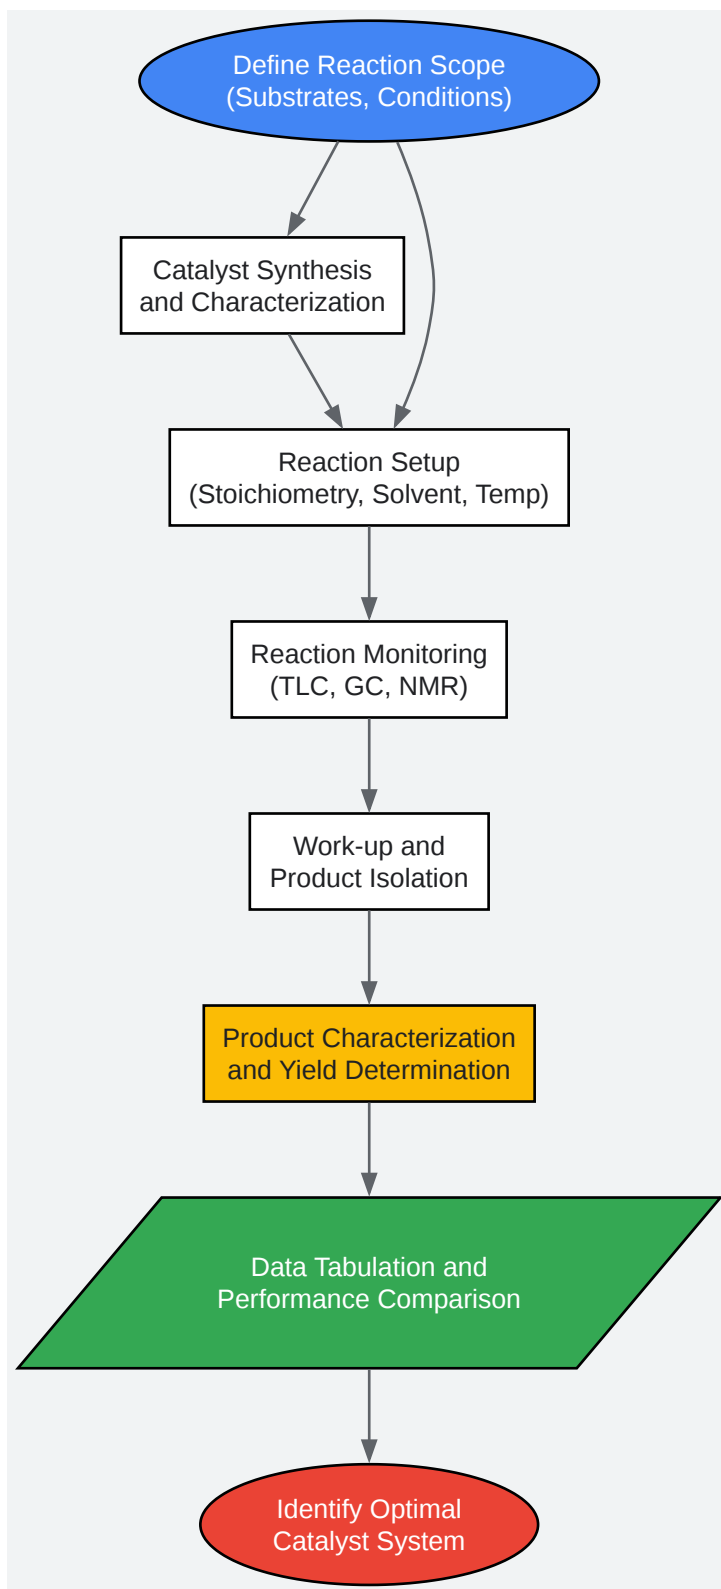 Define Reaction Scope
(Substrates, Conditions)
Catalyst Synthesis
and Characterization
Reaction Setup
(Stoichiometry, Solvent, Temp)
Reaction Monitoring
(TLC, GC, NMR)
Work-up and
Product Isolation
Product Characterization
and Yield Determination
Data Tabulation and
Performance Comparison
Identify Optimal
Catalyst System